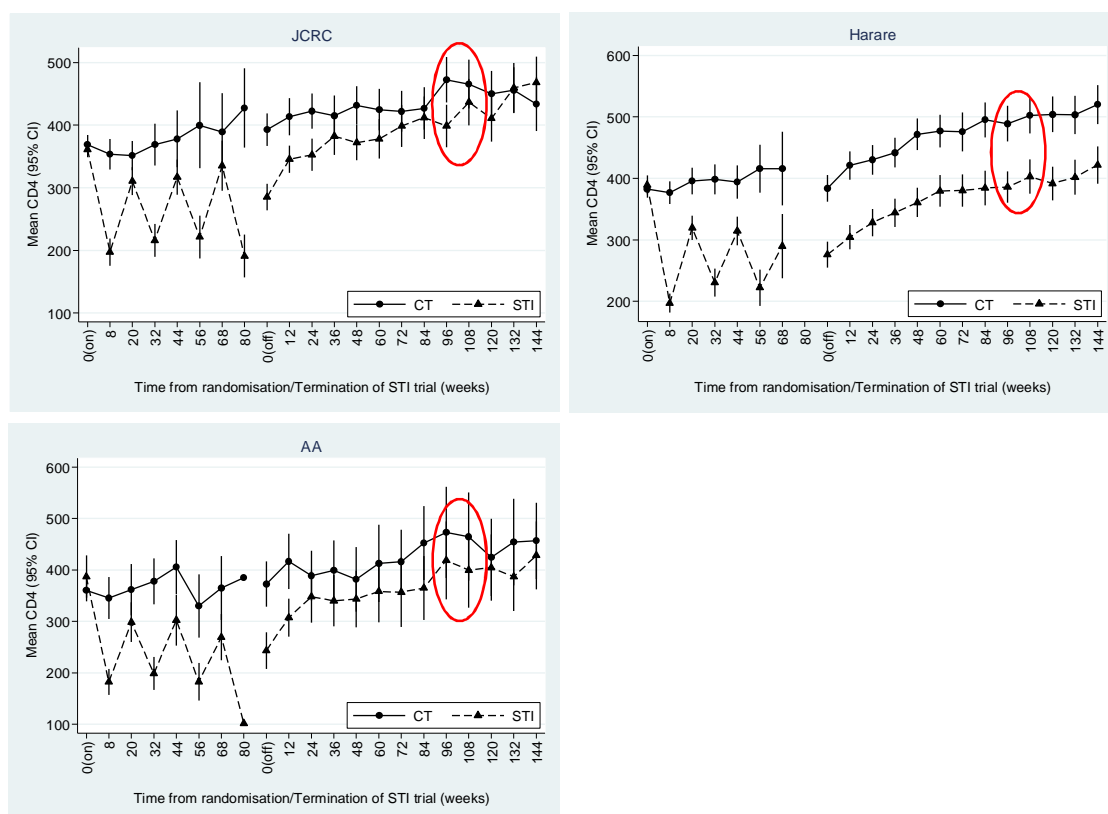 JCRC
500
400
300
200
100
Mean CD4 (95% CI)
CT STI
0(on) 8 20 32 44 56 68 80 0(off) 12 24 36 48 60 72 84 96 108 120 132 144
Time from randomisation/Termination of STI trial (weeks)
Harare
600
500
400
300
200
Mean CD4 (95% CI)
CT STI
0(on) 8 20 32 44 56 68 80 0(off) 12 24 36 48 60 72 84 96 108 120 132 144
Time from randomisation/Termination of STI trial (weeks)
AA
600
500
400
300
200
100
Mean CD4 (95% CI)
CT STI
0(on) 8 20 32 44 56 68 80 0(off) 12 24 36 48 60 72 84 96 108 120 132 144
Time from randomisation/Termination of STI trial (weeks)